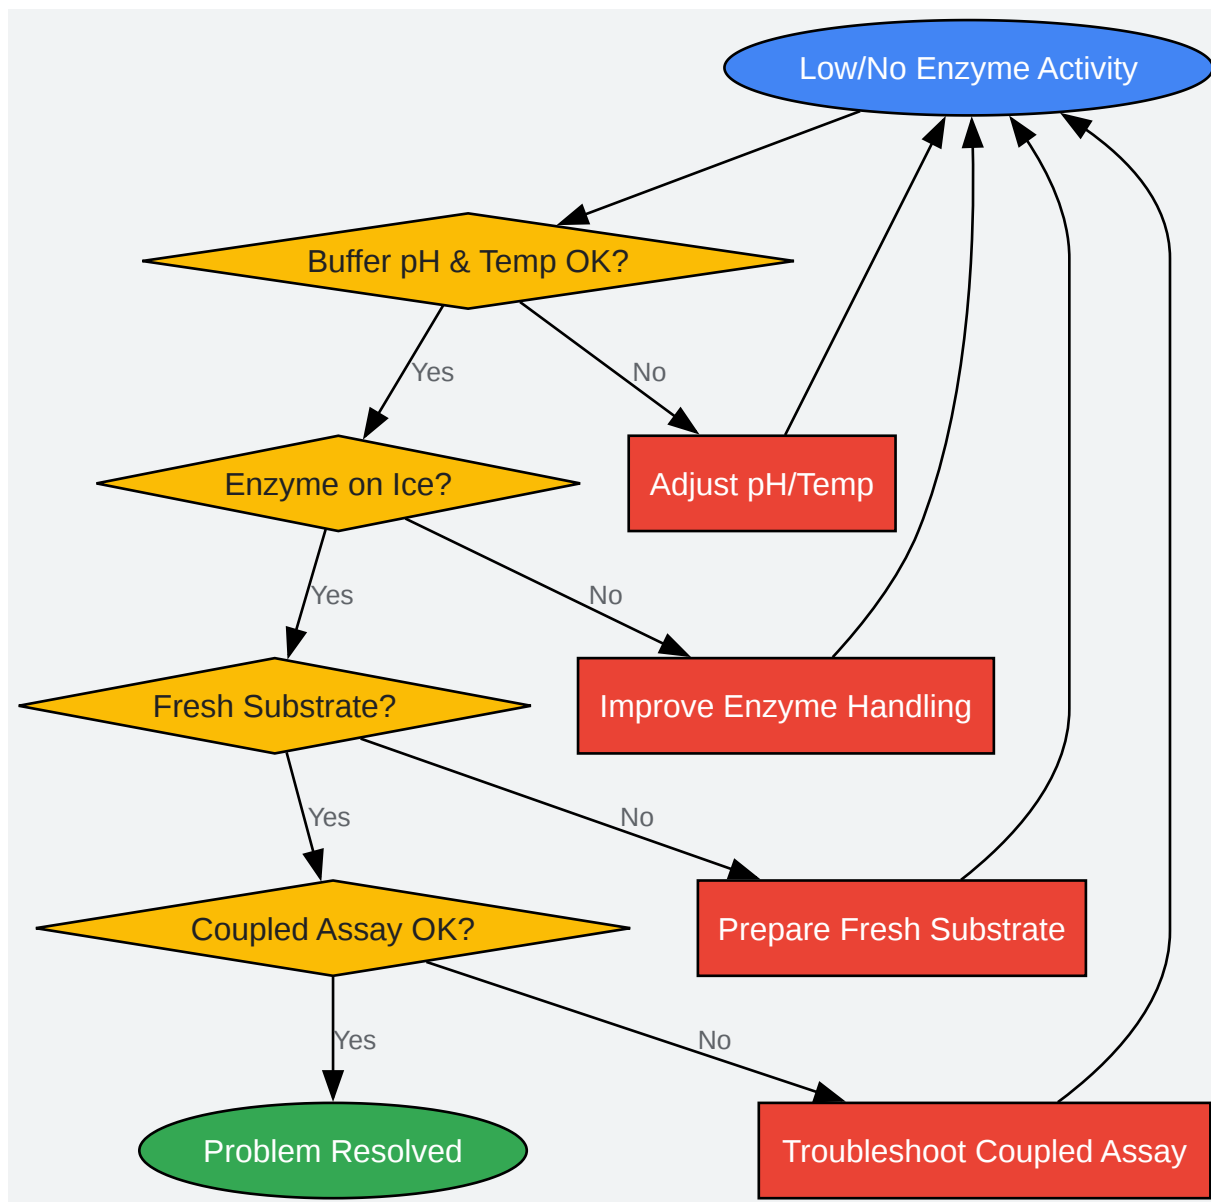 Low/No Enzyme Activity
Buffer pH & Temp OK?
Yes
No
Enzyme on Ice?
Adjust pH/Temp
Yes
No
Fresh Substrate?
Improve Enzyme Handling
Yes
No
Coupled Assay OK?
Prepare Fresh Substrate
Yes
No
Problem Resolved
Troubleshoot Coupled Assay